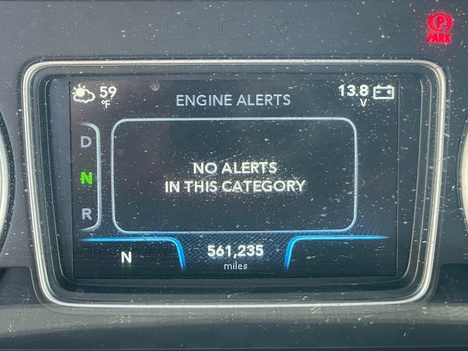 P
PARK
59
°F
ENGINE ALERTS
13.8
V
D
N
R
NO ALERTS
IN THIS CATEGORY
N
561,235
miles